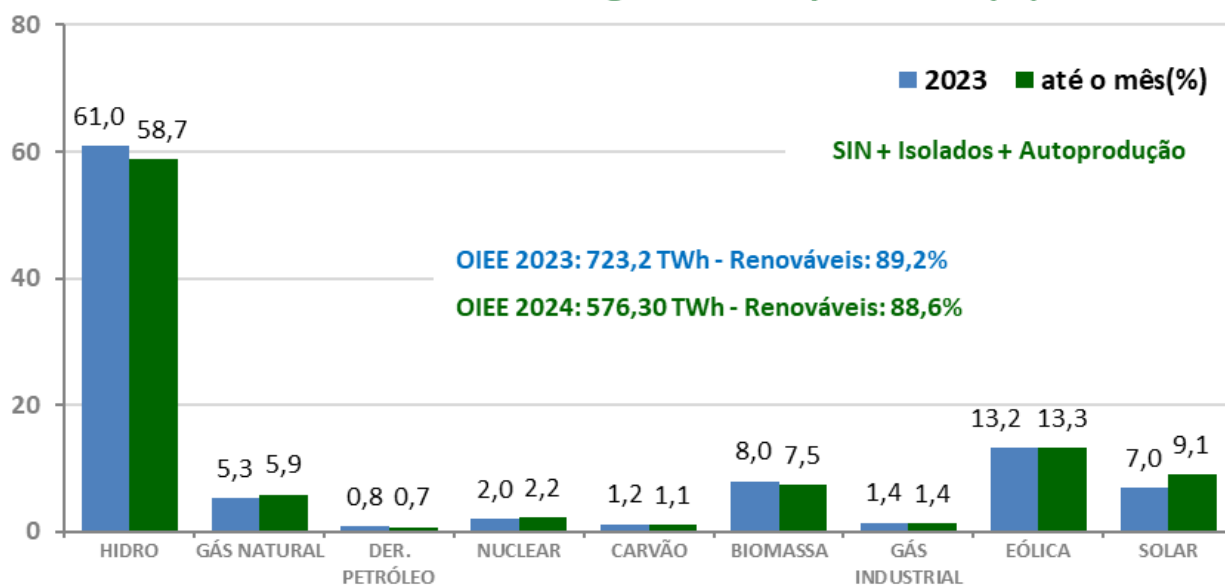 80
2023 até o mês(%)
61,0 58,7
60
SIN + Isolados + Autoprodução
OIEE 2023: 723,2 TWh - Renováveis: 89,2%
40
OIEE 2024: 576,30 TWh - Renováveis: 88,6%
20
5,3 5,9 0,8 0,7 2,0 2,2 1,2 1,1 8,0 7,5 1,4 1,4 13,2 13,3 7,0 9,1
0
HIDRO GÁS NATURAL DER. PETRÓLEO NUCLEAR CARVÃO BIOMASSA GÁS INDUSTRIAL EÓLICA SOLAR